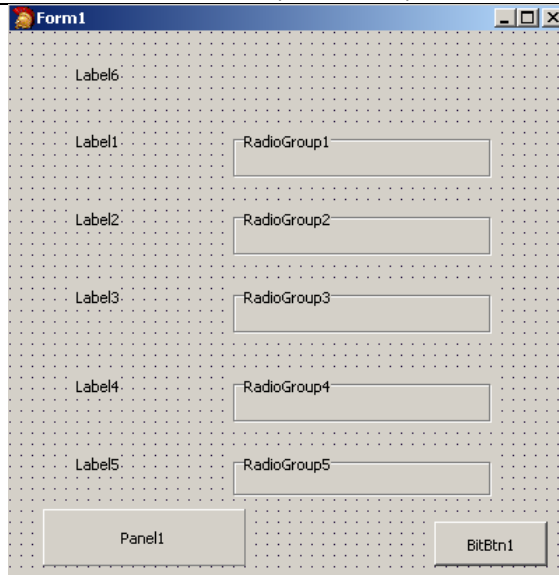 Form1
Label6
Label1 RadioGroup1
Label2 RadioGroup2
Label3 RadioGroup3
Label4 RadioGroup4
Label5 RadioGroup5
Panel1 BitBtn1